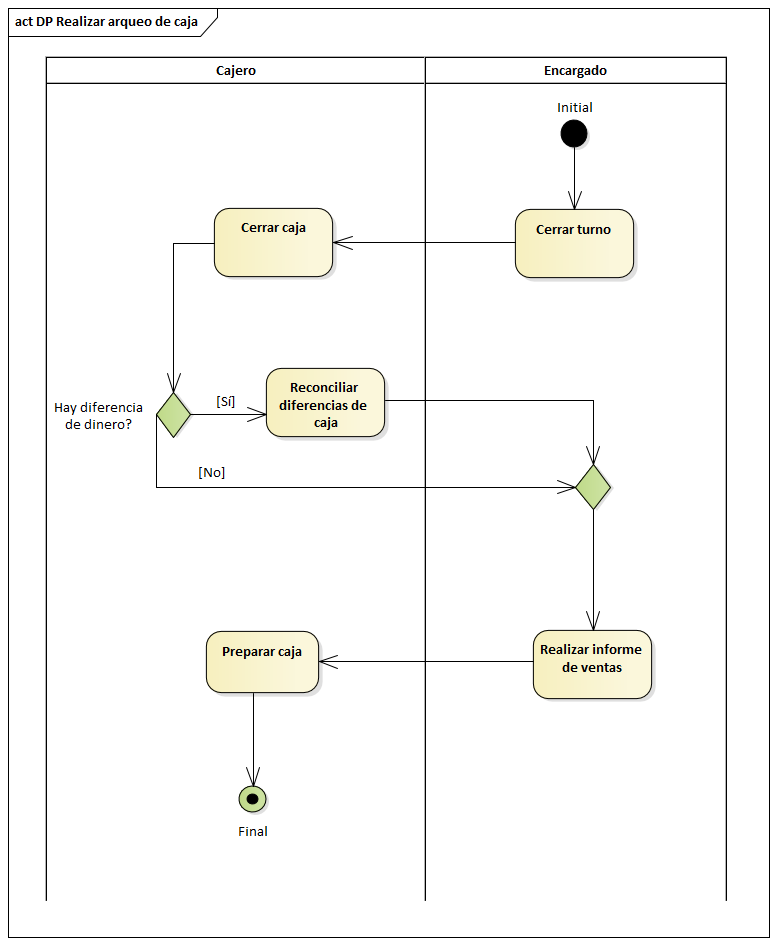 act DP Realizar arqueo de caja
Cajero
Encargado
Initial
Cerrar caja
Cerrar turno
Hay diferencia
de dinero?
[Sí]
Reconciliar
diferencias de
caja
[No]
Preparar caja
Realizar informe
de ventas
Final